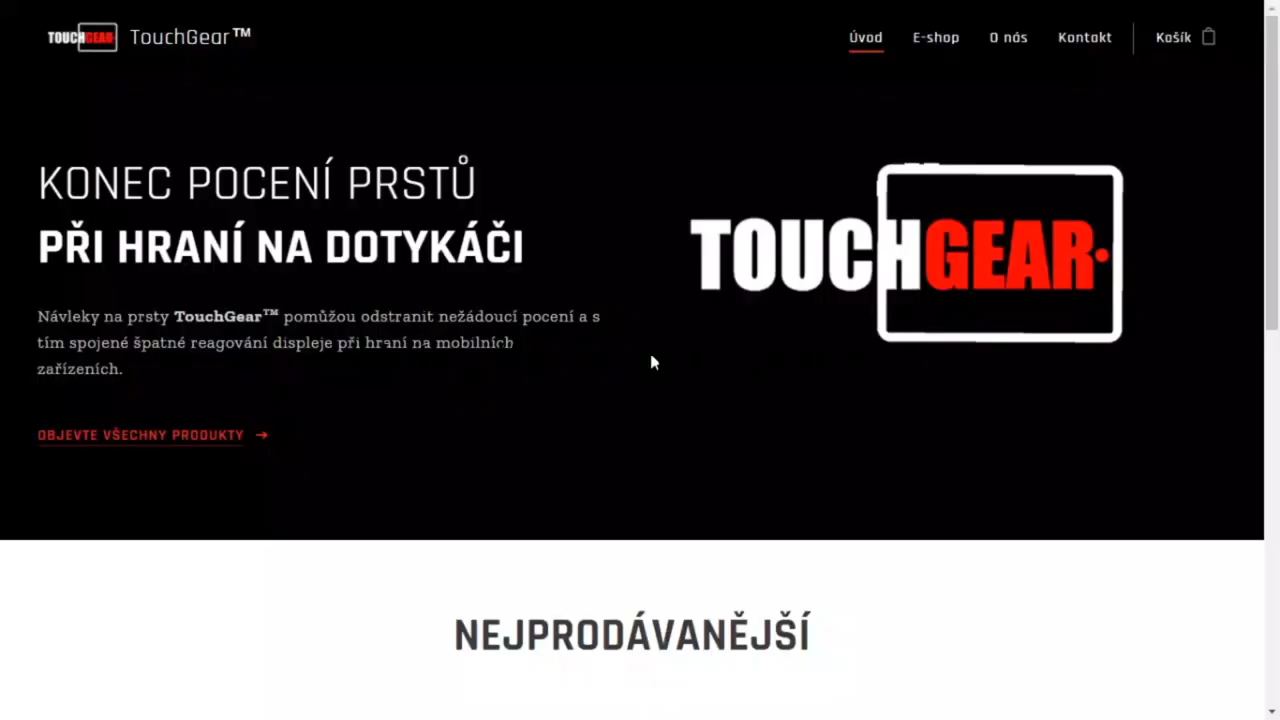 TOUCHGEAR TouchGear™
Úvod E-shop O nás Kontakt Košík
KONEC POCENÍ PRSTŮ
PŘI HRANÍ NA DOTYKÁČI
TOUCHGEAR
Návleky na prsty TouchGear™ pomůžou odstranit nežádoucí pocení a s
tím spojené špatné reagování displeje při hraní na mobilních
zařízeních.
OBJEVTE VŠECHNY PRODUKTY →
NEJPRODÁVANĚJŠÍ